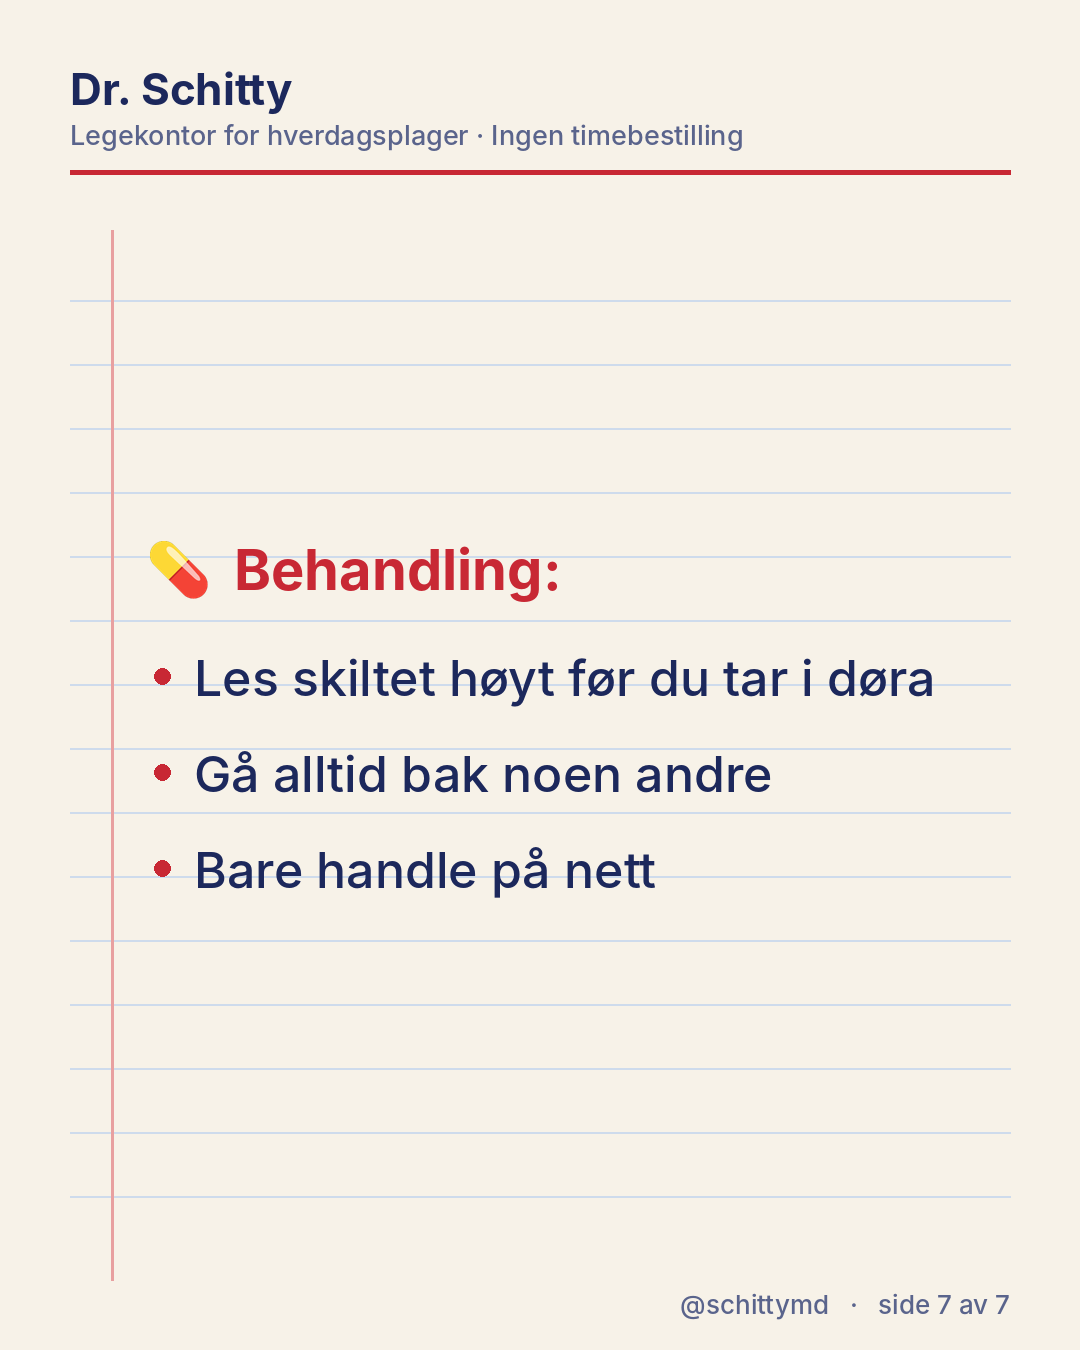 Dr. Schitty
Legekontor for hverdagsplager · Ingen timebestilling
💊 Behandling:
• Les skiltet høyt før du tar i døra
• Gå alltid bak noen andre
• Bare handle på nett
@schittymd · side 7 av 7